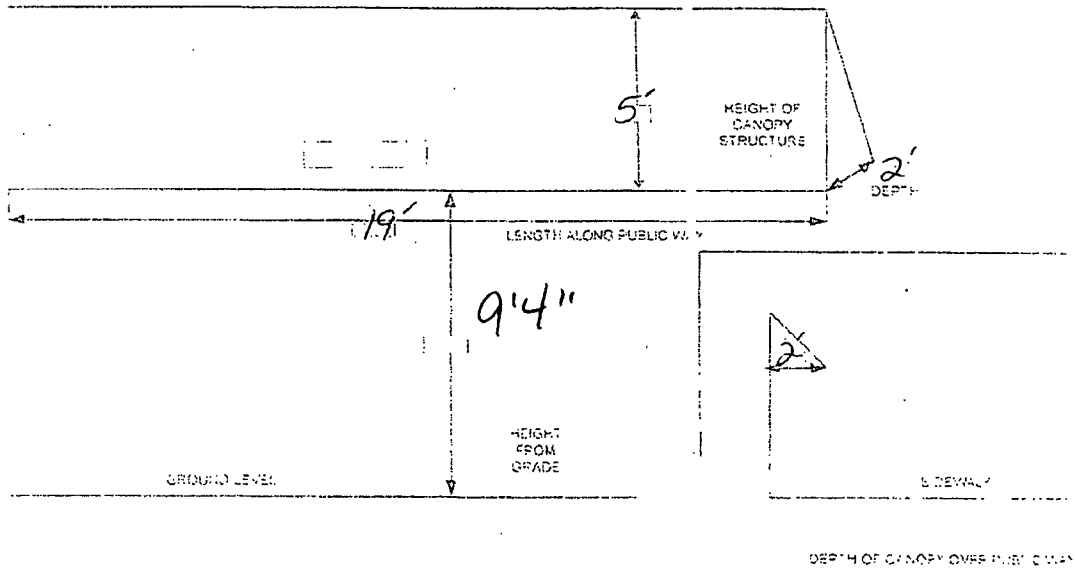 5'
HEIGHT OF
CANOPY
STRUCTURE
2'
DEPTH
19'
LENGTH ALONG PUBLIC WAY
9'4"
2'
HEIGHT
FROM
GRADE
GROUND LEVEL
SIDEWALK
DEPTH OF CANOPY OVER PUBLIC WAY